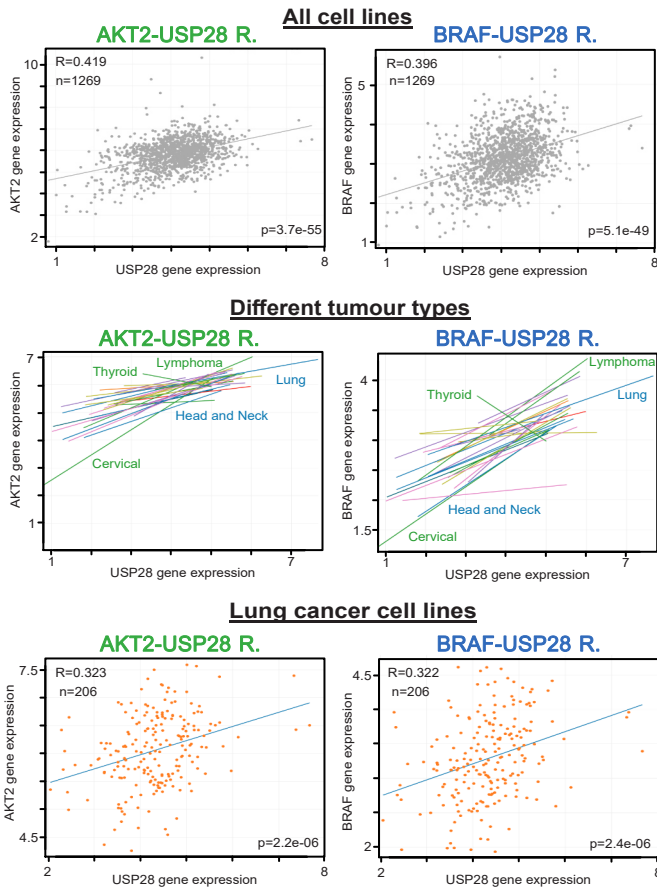 All cell lines
AKT2-USP28 R.
R=0.419
n=1269
10
2
AKT2 gene expression
p=3.7e-55
1
8
USP28 gene expression
BRAF-USP28 R.
R=0.396
n=1269
5
1
BRAF gene expression
p=5.1e-49
1
8
USP28 gene expression
Different tumour types
AKT2-USP28 R.
7
1
AKT2 gene expression
Lymphoma
Thyroid
Lung
Head and Neck
Cervical
1
7
USP28 gene expression
BRAF-USP28 R.
4
1.5
BRAF gene expression
Lymphoma
Thyroid
Lung
Head and Neck
Cervical
1
7
USP28 gene expression
Lung cancer cell lines
AKT2-USP28 R.
R=0.323
n=206
7.5
4.5
AKT2 gene expression
p=2.2e-06
2
8
USP28 gene expression
BRAF-USP28 R.
R=0.322
n=206
4.5
2
BRAF gene expression
p=2.4e-06
2
8
USP28 gene expression